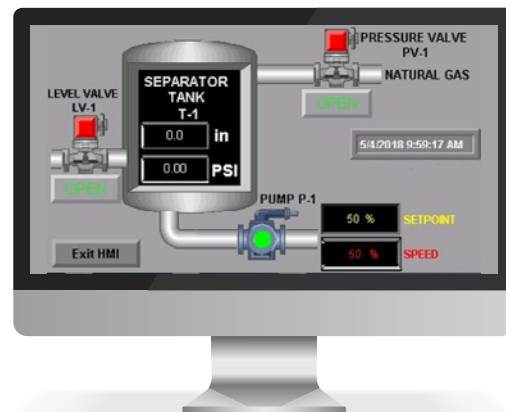 PRESSURE VALVE
PV-1
NATURAL GAS
OPEN
LEVEL VALVE
LV-1
OPEN
SEPARATOR
TANK
T-1
0.0 in
0.00 PSI
5/4/2018 9:59:17 AM
PUMP P-1
50 % SETPOINT
50 % SPEED
Exit HMI